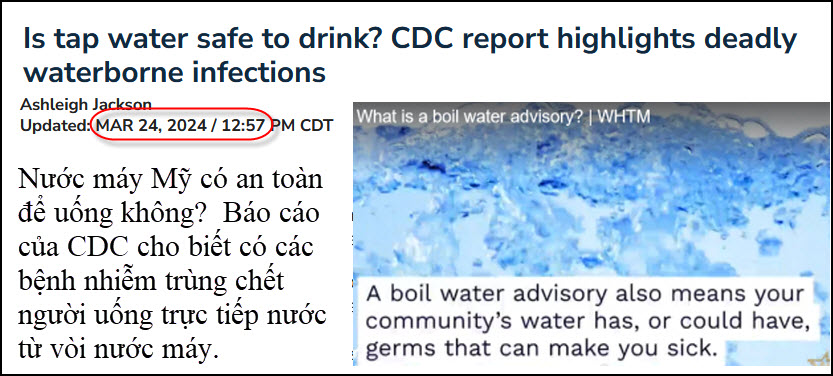 Is tap water safe to drink? CDC report highlights deadly
waterborne infections
Ashleigh Jackson
Updated: MAR 24, 2024 / 12:57 PM CDT
What is a boil water advisory? | WHTM
Nước máy Mỹ có an toàn
để uống không? Báo cáo
của CDC cho biết có các
bệnh nhiễm trùng chết
người uống trực tiếp nước
từ vòi nước máy.
A boil water advisory also means your
community's water has, or could have,
germs that can make you sick.